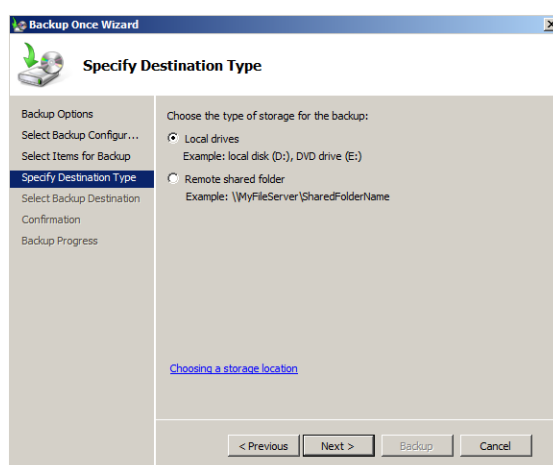 Backup Once Wizard
Specify Destination Type
Backup Options
Select Backup Configur...
Select Items for Backup
Specify Destination Type
Select Backup Destination
Confirmation
Backup Progress
Choose the type of storage for the backup:
Local drives
Example: local disk (D:), DVD drive (E:)
Remote shared folder
Example: \\MyFileServer\SharedFolderName
Choosing a storage location
< Previous
Next >
Backup
Cancel